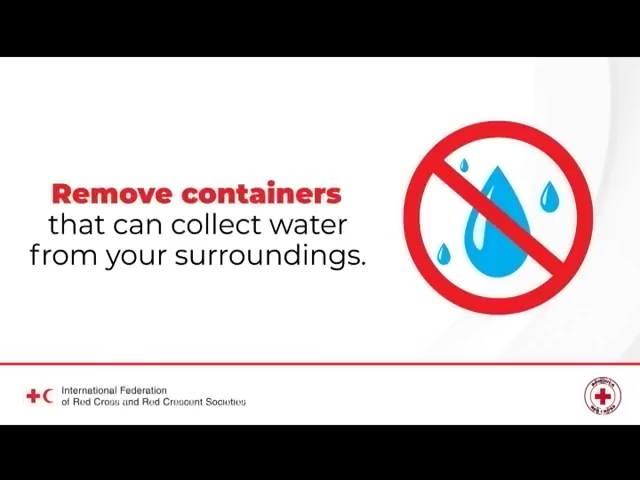 Remove containers
that can collect water
from your surroundings.
International Federation
of Red Cross and Red Crescent Societies